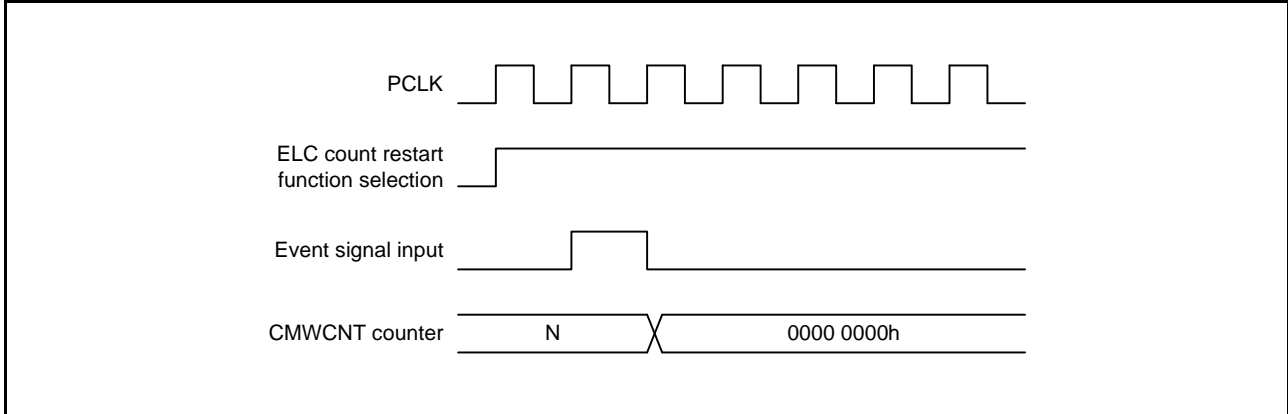 PCLK
ELC count restart
function selection
Event signal input
CMWCNT counter
N
0000 0000h